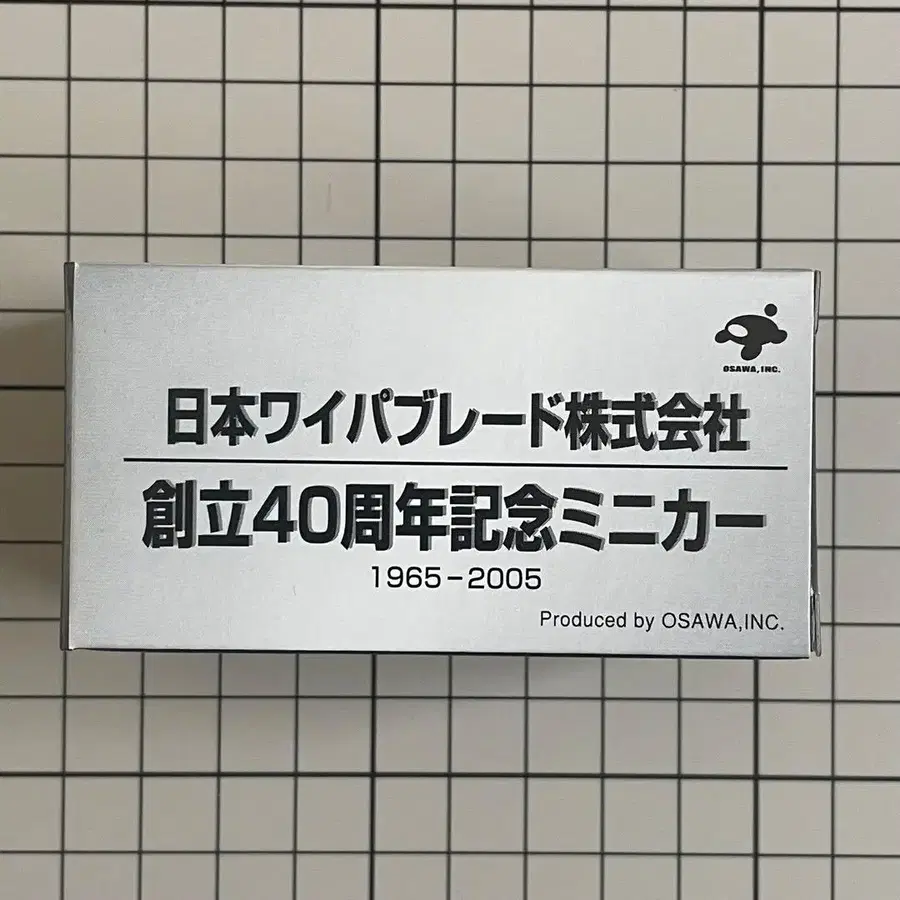 OSAWA, INC.
日本ワイパブレード株式会社
創立40周年記念ミニカー
1965-2005
Produced by OSAWA,INC.